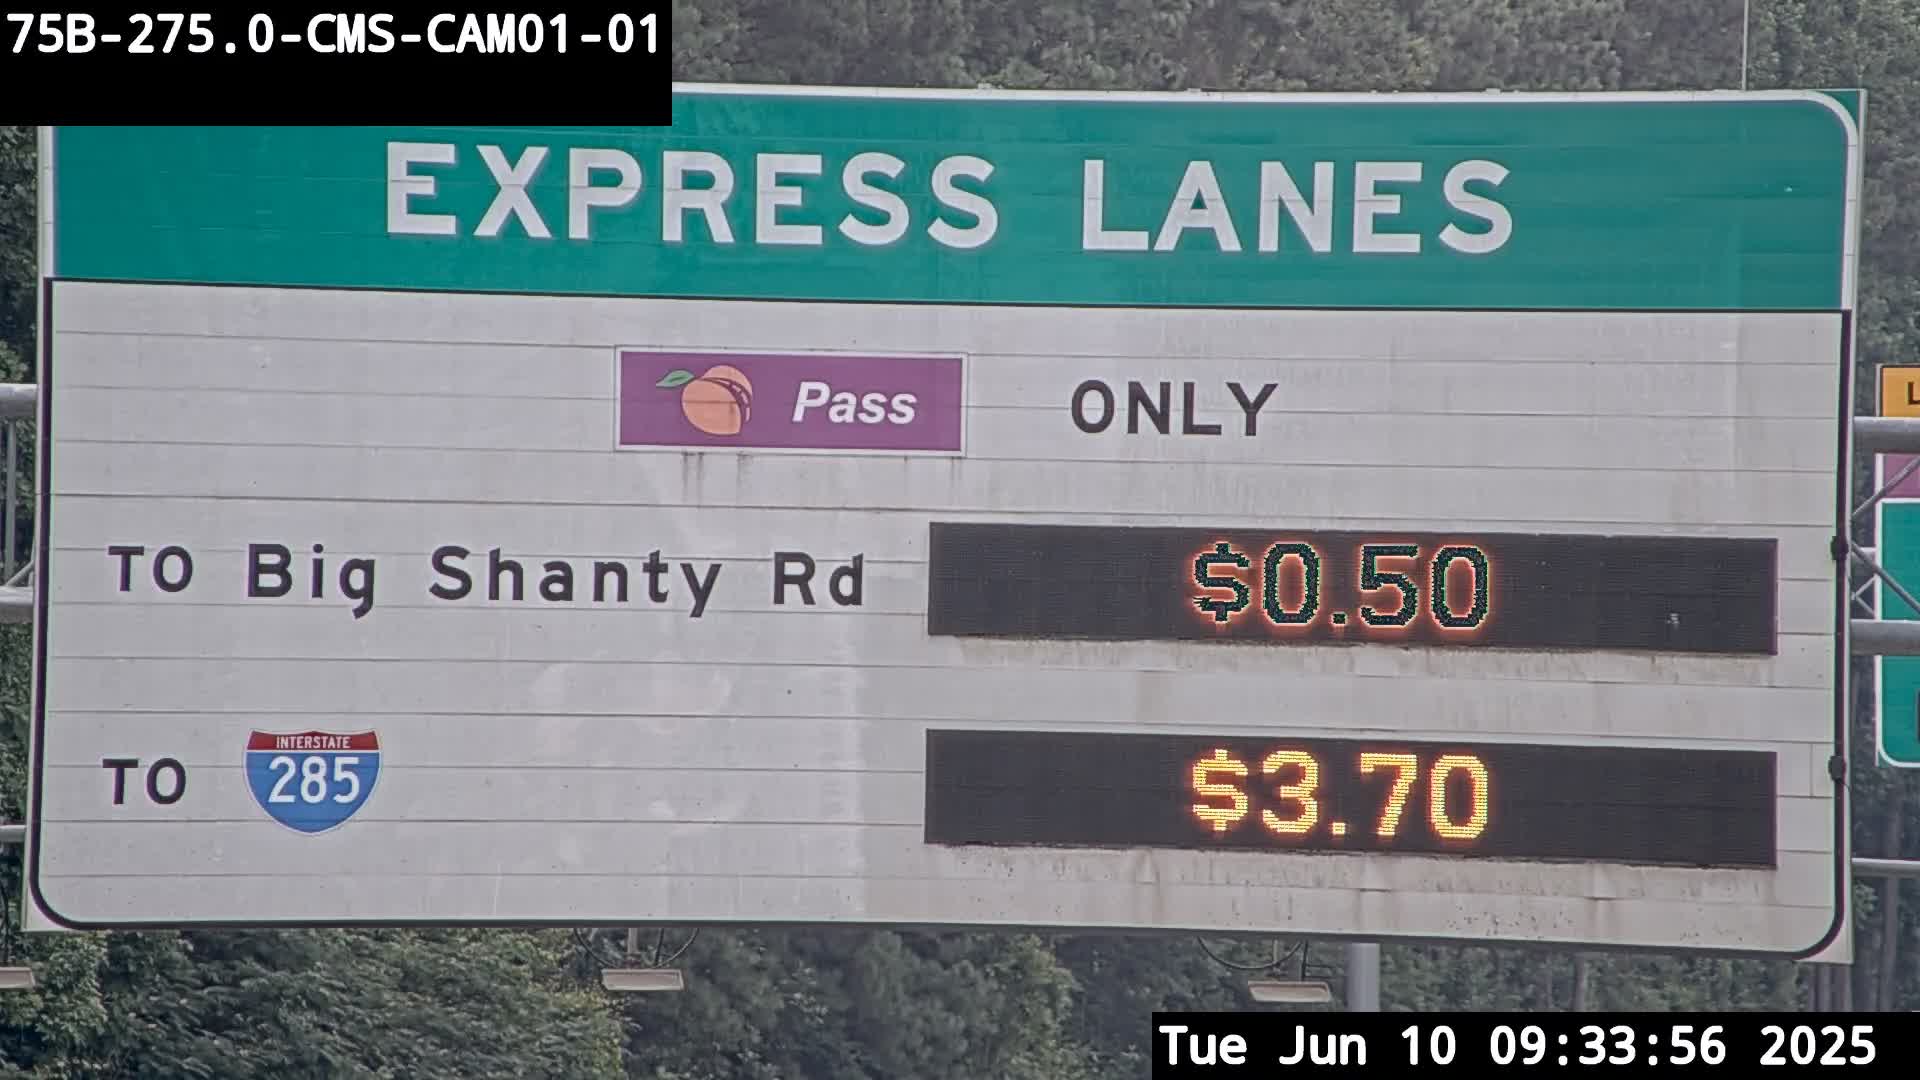 75B-275.0-CMS-CAM01-01
EXPRESS LANES
Pass ONLY
TO Big Shanty Rd $0.50
INTERSTATE
TO 285 $3.70
Tue Jun 10 09:33:56 2025